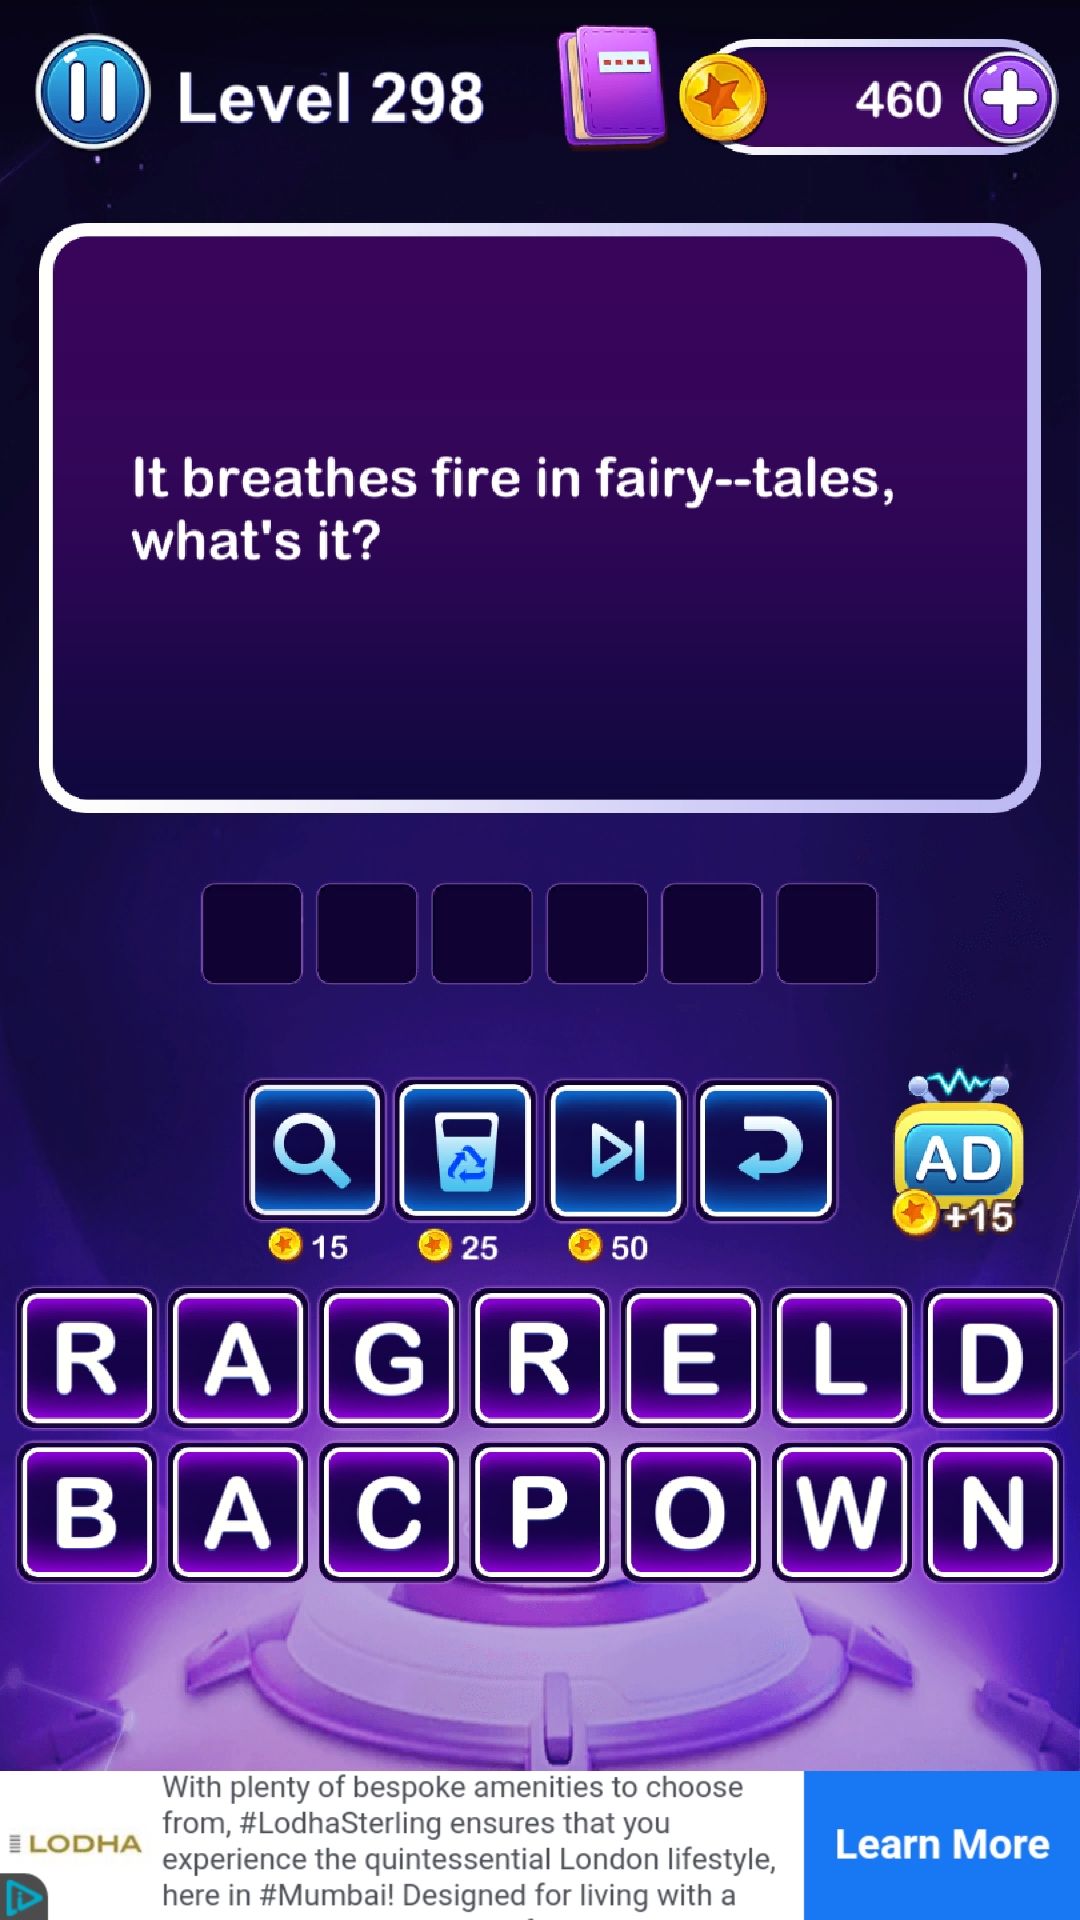 Level 298
460
It breathes fire in fairy--tales,
what's it?
AD
+15
15 25 50
R A G R E L D
B A C P O W N
With plenty of bespoke amenities to choose
from, #LodhaSterling ensures that you
experience the quintessential London lifestyle,
here in #Mumbai! Designed for living with a
LODHA
Learn More